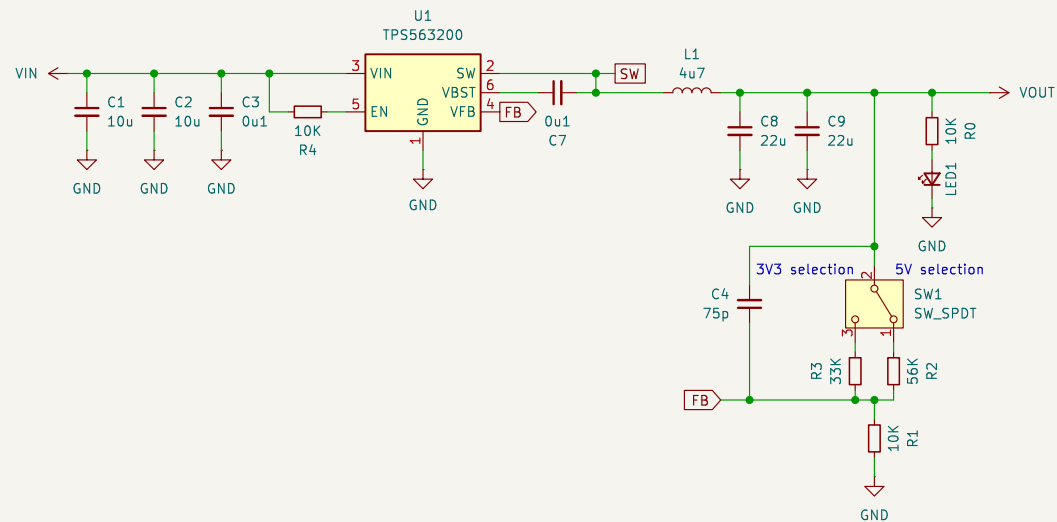 U1
TPS563200
VIN
3
VIN
SW
2
SW
VBST
6
5
EN
VFB
4
FB
GND
1
GND
C1
10u
GND
C2
10u
GND
C3
0u1
GND
10K
R4
0u1
C7
L1
4u7
VOUT
C8
22u
GND
C9
22u
GND
10K
R0
LED1
GND
3V3 selection
5V selection
2
SW1
SW_SPDT
3
1
C4
75p
R3
33K
56K
R2
FB
10K
R1
GND